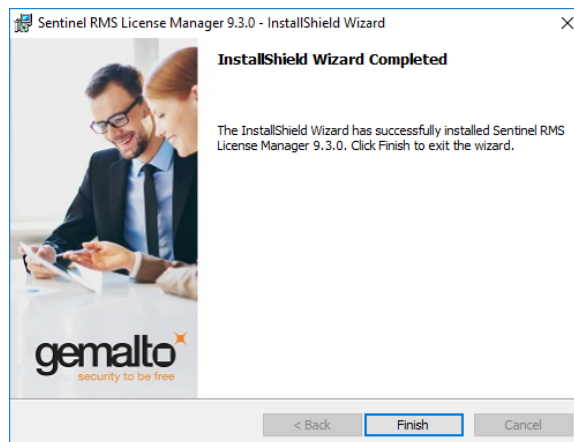 Sentinel RMS License Manager 9.3.0 - InstallShield Wizard
InstallShield Wizard Completed
The InstallShield Wizard has successfully installed Sentinel RMS
License Manager 9.3.0. Click Finish to exit the wizard.
gemalto
security to be free
< Back
Finish
Cancel